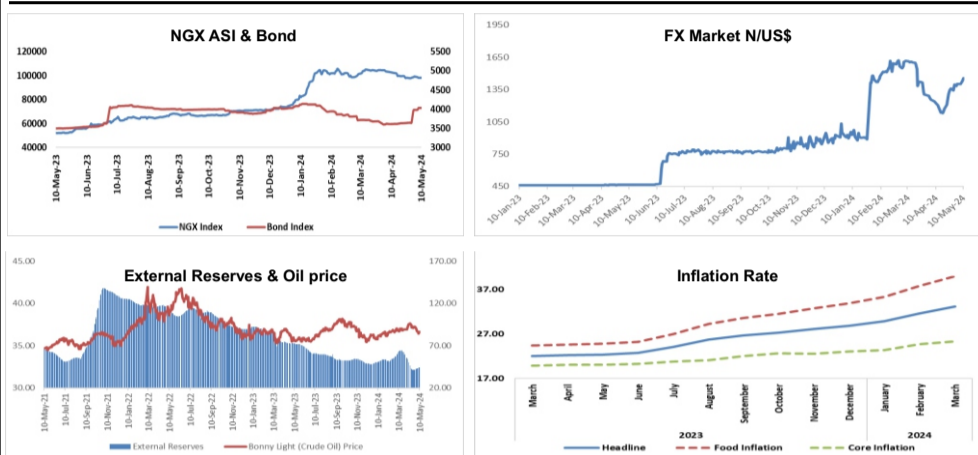 NGX ASI & Bond
120000
100000
80000
60000
40000
5500
5000
4500
4000
3500
3000
10-May-23
10-Jun-23
10-Jul-23
10-Aug-23
10-Sep-23
10-Oct-23
10-Nov-23
10-Dec-23
10-Jan-24
10-Feb-24
10-Mar-24
10-Apr-24
10-May-24
NGX Index
Bond Index
FX Market N/US$
1950
1650
1350
1050
750
450
10-Jan-23
10-Feb-23
10-Mar-23
10-Apr-23
10-May-23
10-Jun-23
10-Jul-23
10-Aug-23
10-Sep-23
10-Oct-23
10-Nov-23
10-Dec-23
10-Jan-24
10-Feb-24
10-Mar-24
10-Apr-24
10-May-24
External Reserves & Oil price
45.00
40.00
35.00
30.00
170.00
120.00
70.00
20.00
10-May-21
10-Jul-21
10-Sep-21
10-Nov-21
10-Jan-22
10-Mar-22
10-May-22
10-Jul-22
10-Sep-22
10-Nov-22
10-Jan-23
10-Mar-23
10-May-23
10-Jul-23
10-Sep-23
10-Nov-23
10-Jan-24
10-Mar-24
10-May-24
External Reserves
Bonny Light (Crude Oil) Price
Inflation Rate
37.00
27.00
17.00
March
April
May
June
July
August
September
October
November
December
January
February
March
2023
2024
Headline
Food Inflation
Core Inflation